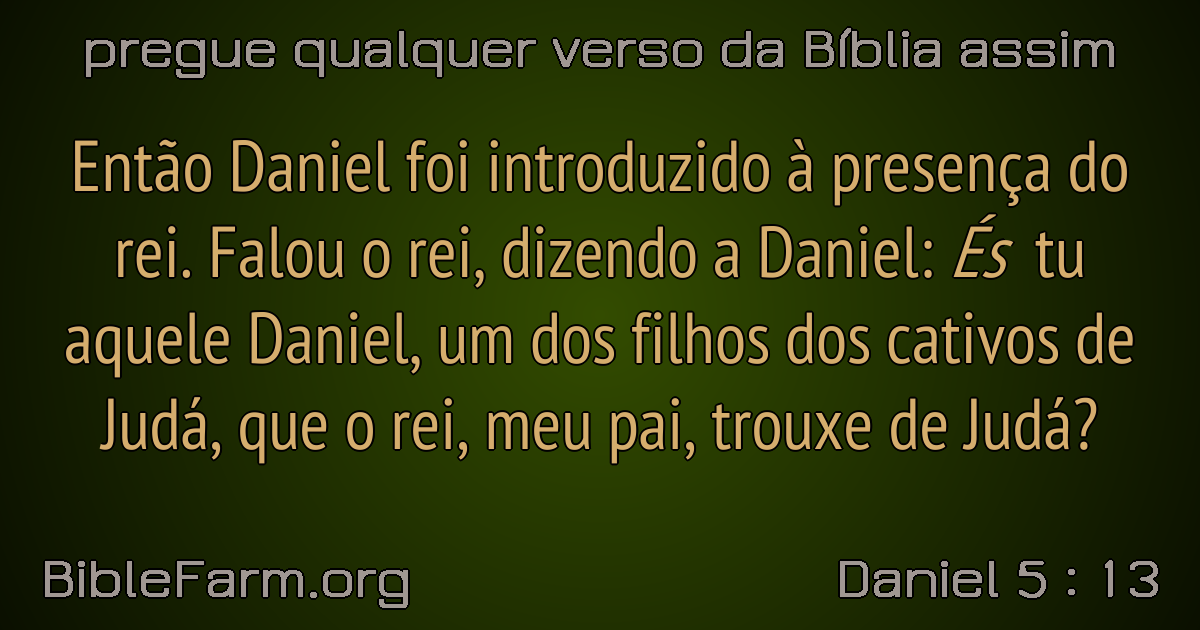 pregue qualquer verso da Bíblia assim
Então Daniel foi introduzido à presença do
rei. Falou o rei, dizendo a Daniel: És tu
aquele Daniel, um dos filhos dos cativos de
Judá, que o rei, meu pai, trouxe de Judá?
BibleFarm.org
Daniel 5 : 13